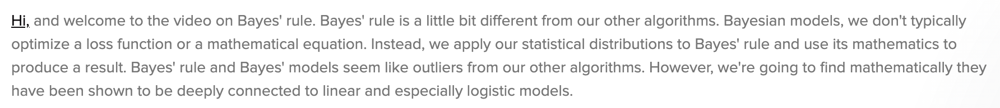 Hi, and welcome to the video on Bayes' rule. Bayes' rule is a little bit different from our other algorithms. Bayesian models, we don't typically
optimize a loss function or a mathematical equation. Instead, we apply our statistical distributions to Bayes' rule and use its mathematics to
produce a result. Bayes' rule and Bayes' models seem like outliers from our other algorithms. However, we're going to find mathematically they
have been shown to be deeply connected to linear and especially logistic models.